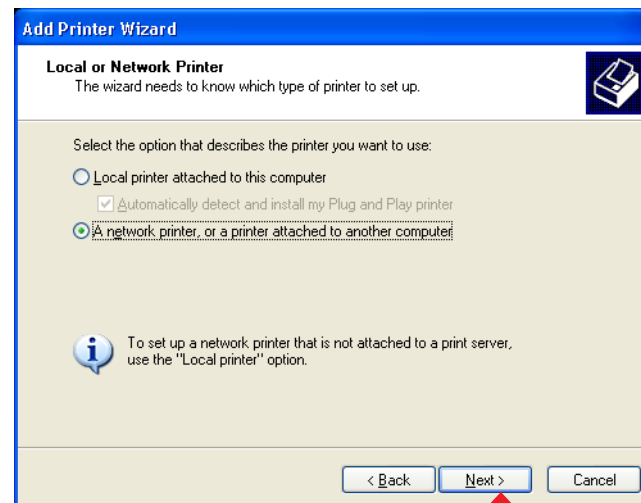 Add Printer Wizard
Local or Network Printer
The wizard needs to know which type of printer to set up.
Select the option that describes the printer you want to use:
Local printer attached to this computer
Automatically detect and install my Plug and Play printer
A network printer, or a printer attached to another computer
To set up a network printer that is not attached to a print server,
use the "Local printer" option.
< Back Next > Cancel